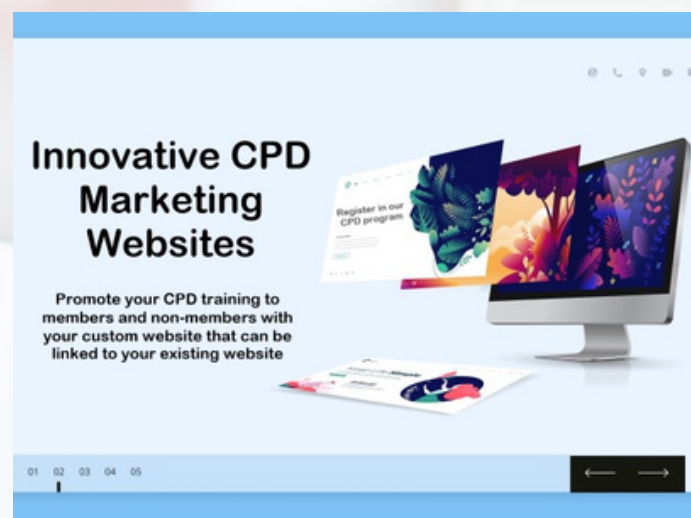 Innovative CPD
Marketing
Websites
Promote your CPD training to
members and non-members with
your custom website that can be
linked to your existing website
Register in our
CPD program
Simple
01 02 03 04 05